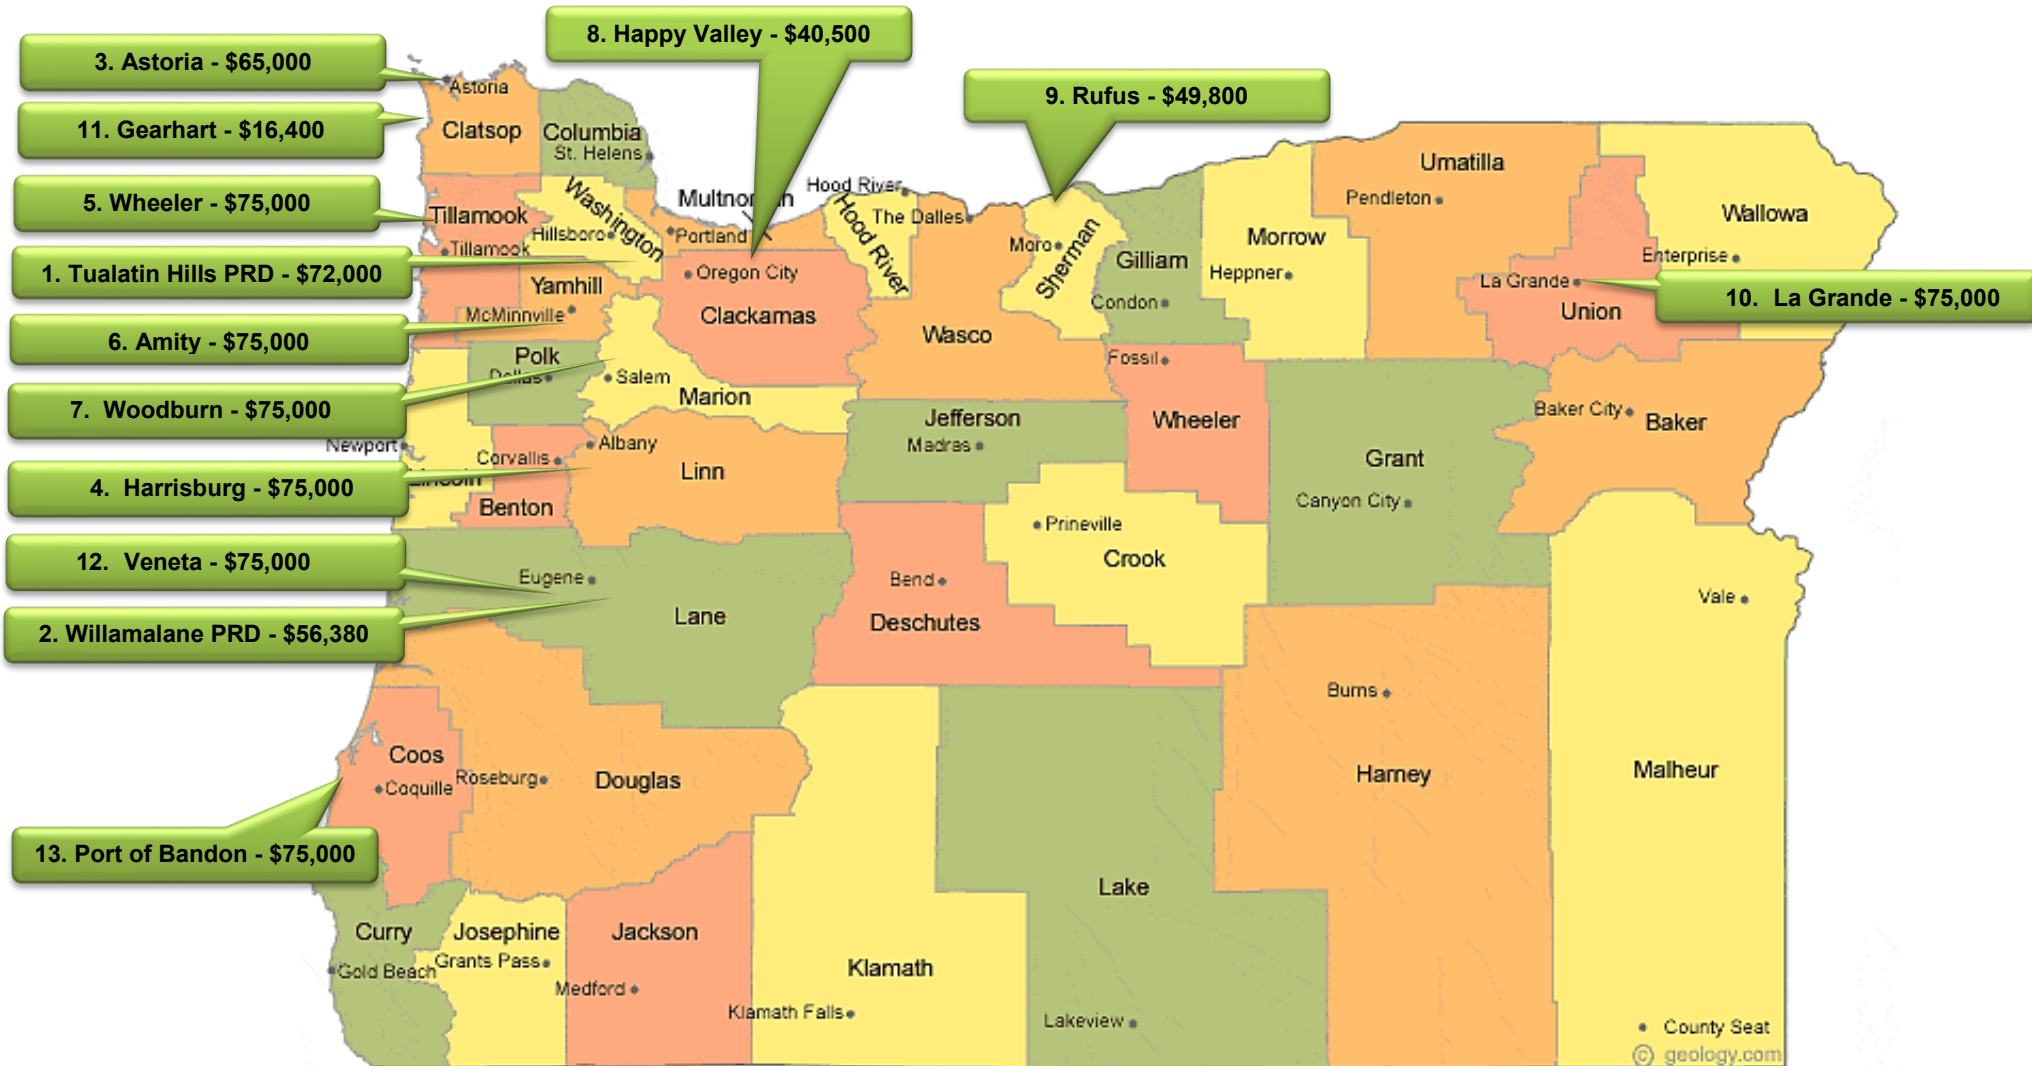 8. Happy Valley - $40,500
3. Astoria - $65,000
9. Rufus - $49,800
11. Gearhart - $16,400
5. Wheeler - $75,000
1. Tualatin Hills PRD - $72,000
10. La Grande - $75,000
6. Amity - $75,000
7. Woodburn - $75,000
4. Harrisburg - $75,000
12. Veneta - $75,000
2. Willamalane PRD - $56,380
13. Port of Bandon - $75,000
Astoria
Clatsop
Columbia
St. Helens
Tillamook
Tillamook
Washington
Hillsboro
Portland
Hood River
Hood River
The Dalles
Moro
Sherman
Gilliam
Condon
Morrow
Heppner
Umatilla
Pendleton
Wallowa
Enterprise
La Grande
Union
Yamhill
McMinnville
Oregon City
Clackamas
Wasco
Polk
Dallas
Salem
Marion
Fossil
Wheeler
Jefferson
Madras
Baker City
Baker
Newport
Corvallis
Benton
Albany
Linn
Grant
Canyon City
Prineville
Crook
Eugene
Lane
Bend
Deschutes
Vale
Burns
Harney
Malheur
Coos
Coquille
Roseburg
Douglas
Lake
Curry
Gold Beach
Josephine
Grants Pass
Jackson
Medford
Klamath
Klamath Falls
Lakeview
County Seat
© geology.com